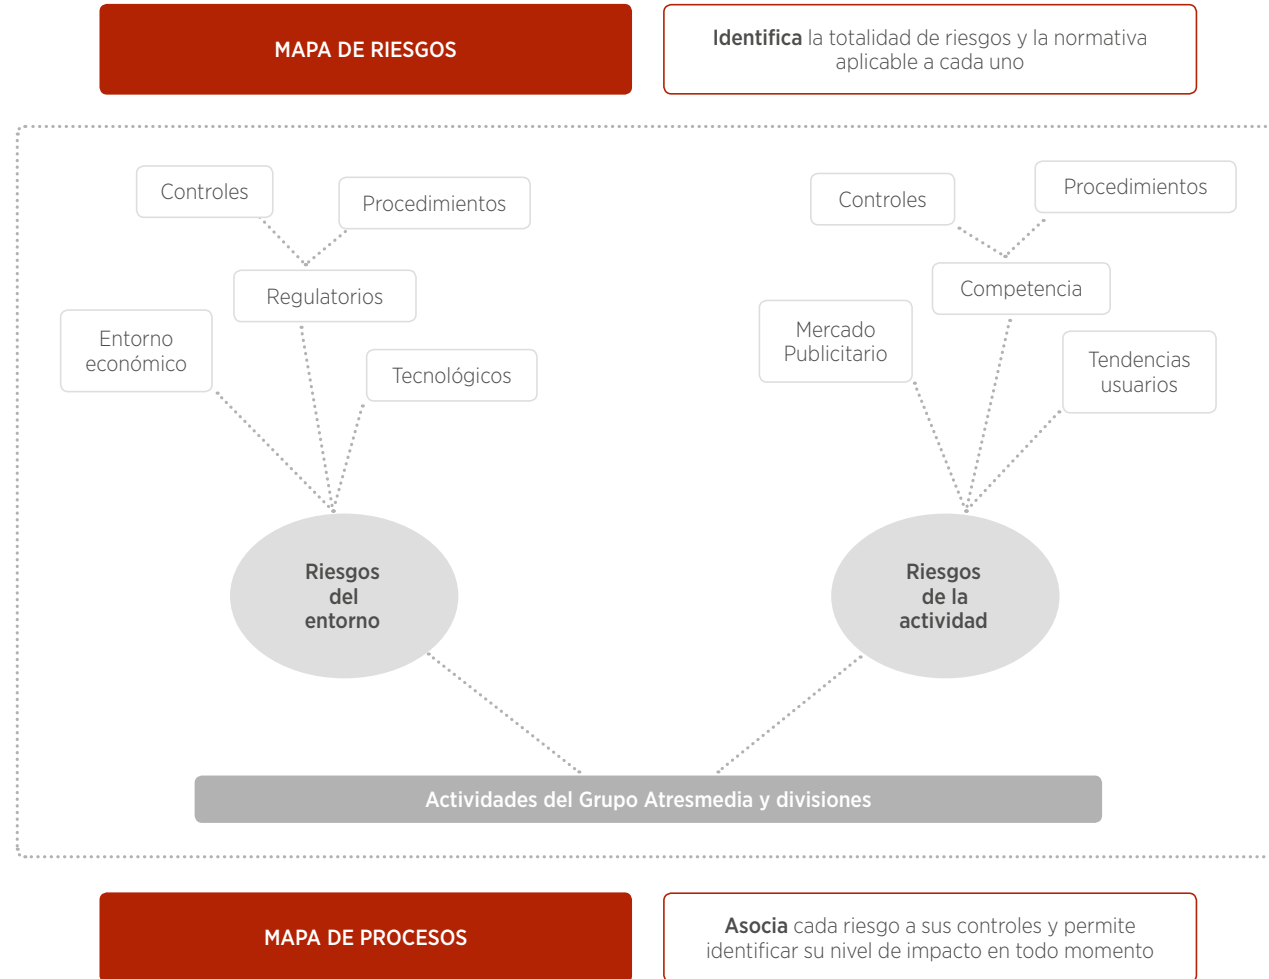 MAPA DE RIESGOS
Identifica la totalidad de riesgos y la normativa
aplicable a cada uno
Controles
Procedimientos
Regulatorios
Entorno
económico
Tecnológicos
Riesgos
del
entorno
Controles
Procedimientos
Competencia
Mercado
Publicitario
Tendencias
usuarios
Riesgos
de la
actividad
Actividades del Grupo Atresmedia y divisiones
MAPA DE PROCESOS
Asocia cada riesgo a sus controles y permite
identificar su nivel de impacto en todo momento